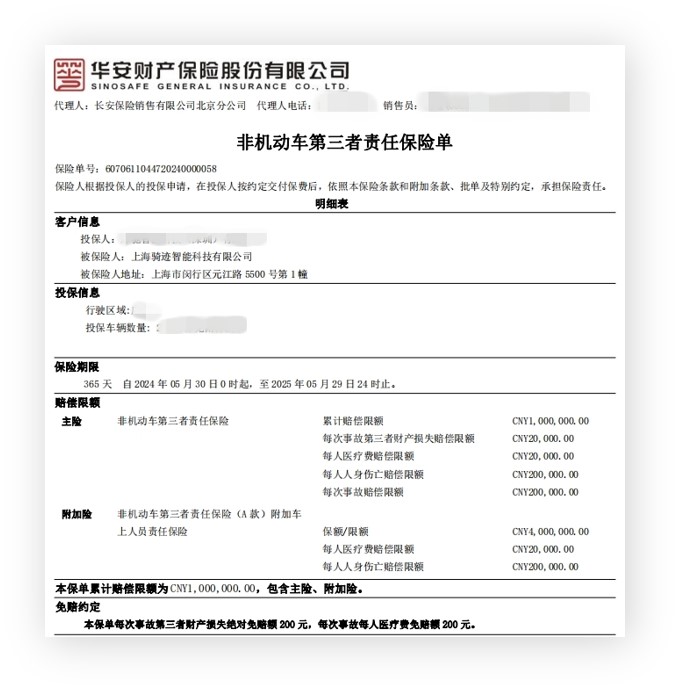 华安财产保险股份有限公司
SINOSAFE GENERAL INSURANCE CO., LTD.
代理人：长安保险销售有限公司北京分公司 代理人电话： 销售员：
非机动车第三者责任保险单
保险单号：6070611044720240000058
保险人根据投保人的投保申请，在投保人按约定交付保费后，依照本保险条款和附加条款、批单及特别约定，承担保险责任。
明细表
客户信息
投保人：
被保险人：上海骑迹智能科技有限公司
被保险人地址：上海市闵行区元江路 5500 号第 1 幢
投保信息
行驶区域:
投保车辆数量:
保险期限
365 天 自 2024 年 05 月 30 日 0 时起，至 2025 年 05 月 29 日 24 时止。
赔偿限额
主险 非机动车第三者责任保险 累计赔偿限额 CNY1,000,000.00
每次事故第三者财产损失赔偿限额 CNY20,000.00
每人医疗费赔偿限额 CNY20,000.00
每人人身伤亡赔偿限额 CNY200,000.00
每次事故赔偿限额 CNY200,000.00
附加险 非机动车第三者责任保险（A 款）附加车
上人员责任保险 保额/限额 CNY4,000,000.00
每人医疗费赔偿限额 CNY20,000.00
每人人身伤亡赔偿限额 CNY200,000.00
本保单累计赔偿限额为 CNY1,000,000.00，包含主险、附加险。
免赔约定
本保单每次事故第三者财产损失绝对免赔额 200 元，每次事故每人医疗费免赔额 200 元。